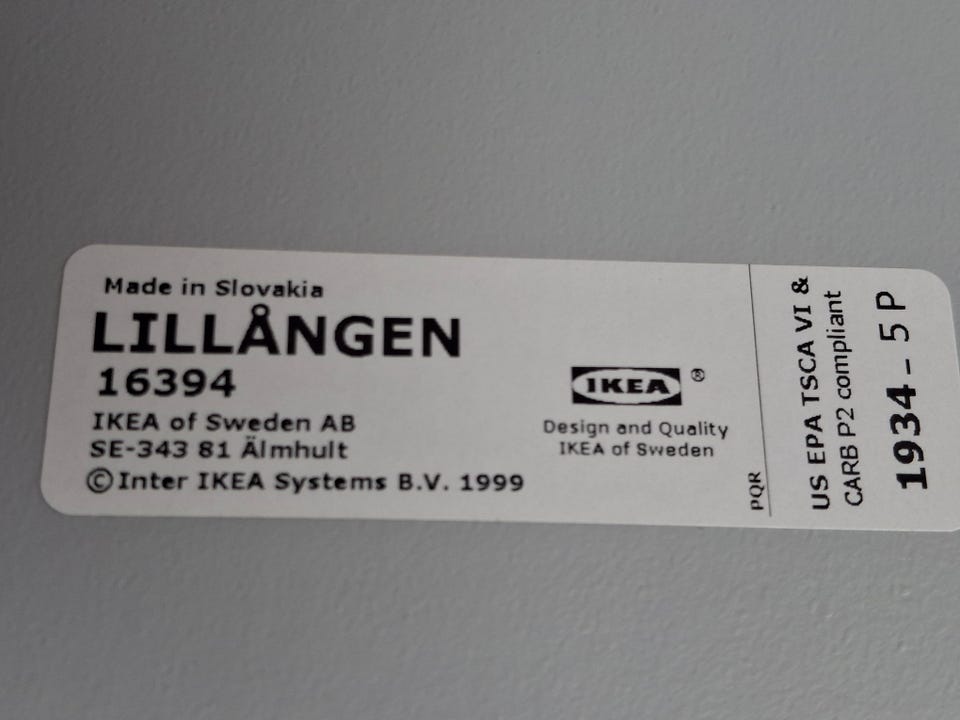 Made in Slovakia
LILLÅNGEN
16394
IKEA of Sweden AB
SE-343 81 Älmhult
©Inter IKEA Systems B.V. 1999
IKEA ®
Design and Quality
IKEA of Sweden
PQR
US EPA TSCA VI &
CARB P2 compliant
1934 - 5 P